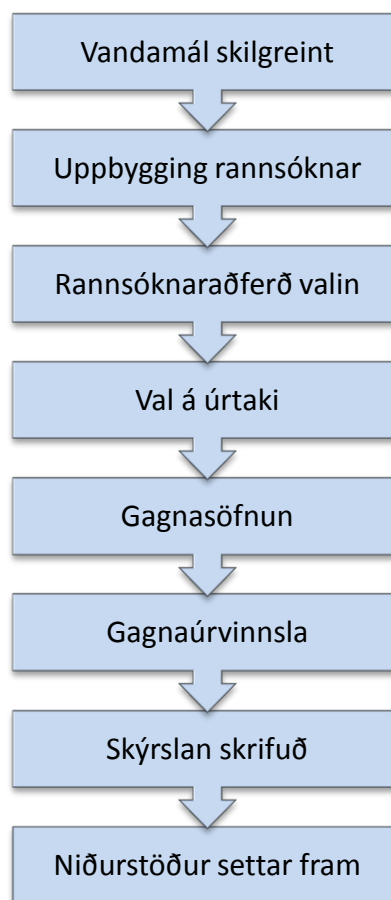 Vandamál skilgreint
Uppbygging rannsóknar
Rannsóknaraðferð valin
Val á úrtaki
Gagnasöfnun
Gagnaúrvinnsla
Skýrslan skrifuð
Niðurstöður settar fram